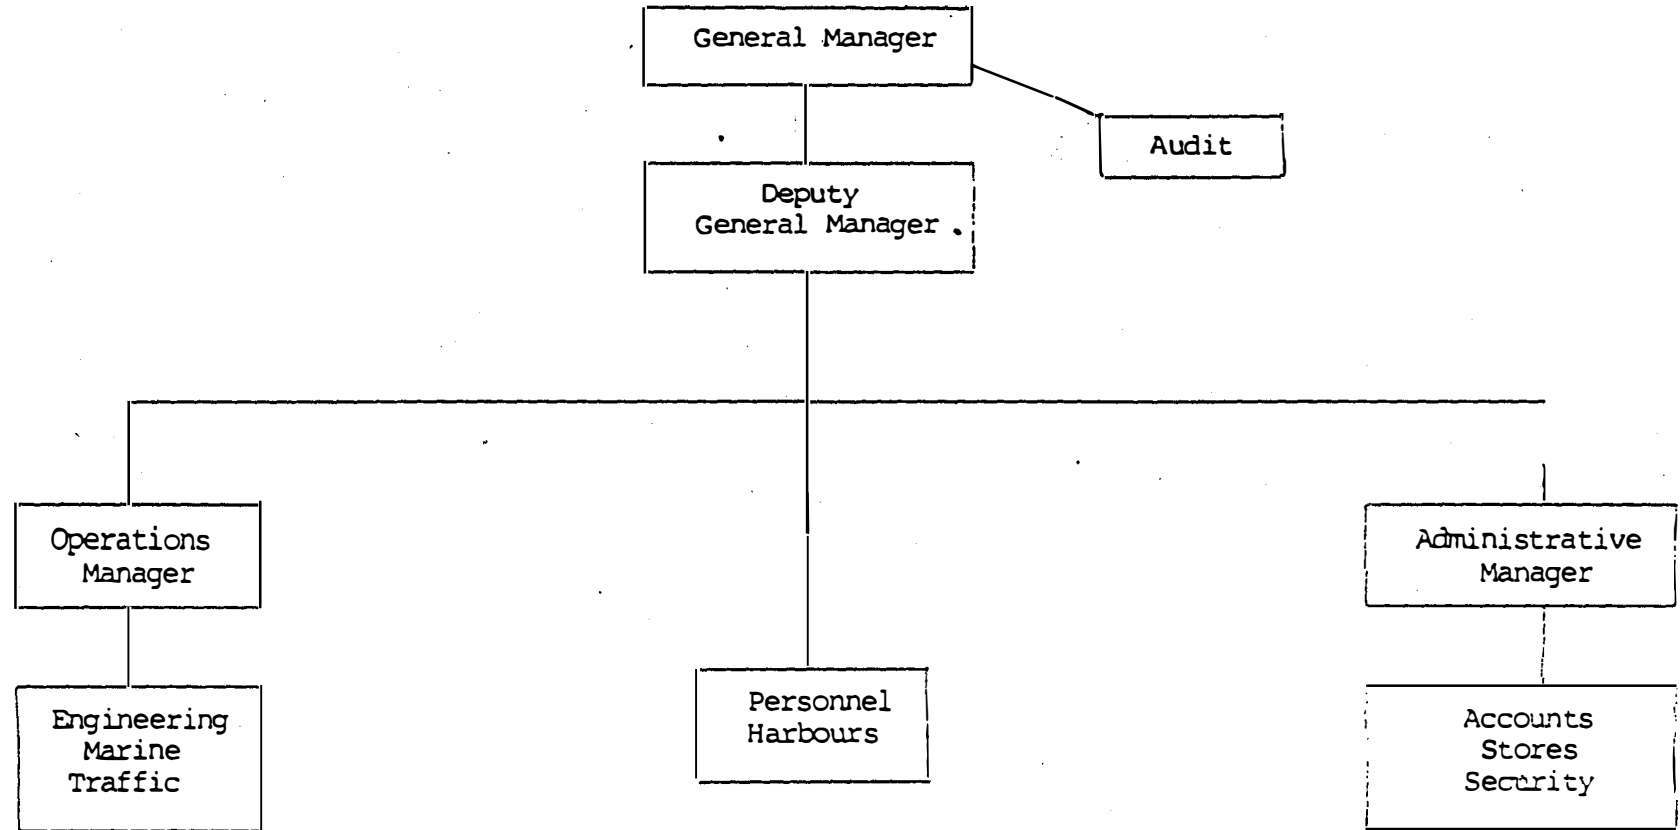 General Manager
Audit
Deputy
General Manager
Operations
Manager
Administrative
Manager
Engineering
Marine
Traffic
Personnel
Harbours
Accounts
Stores
Security